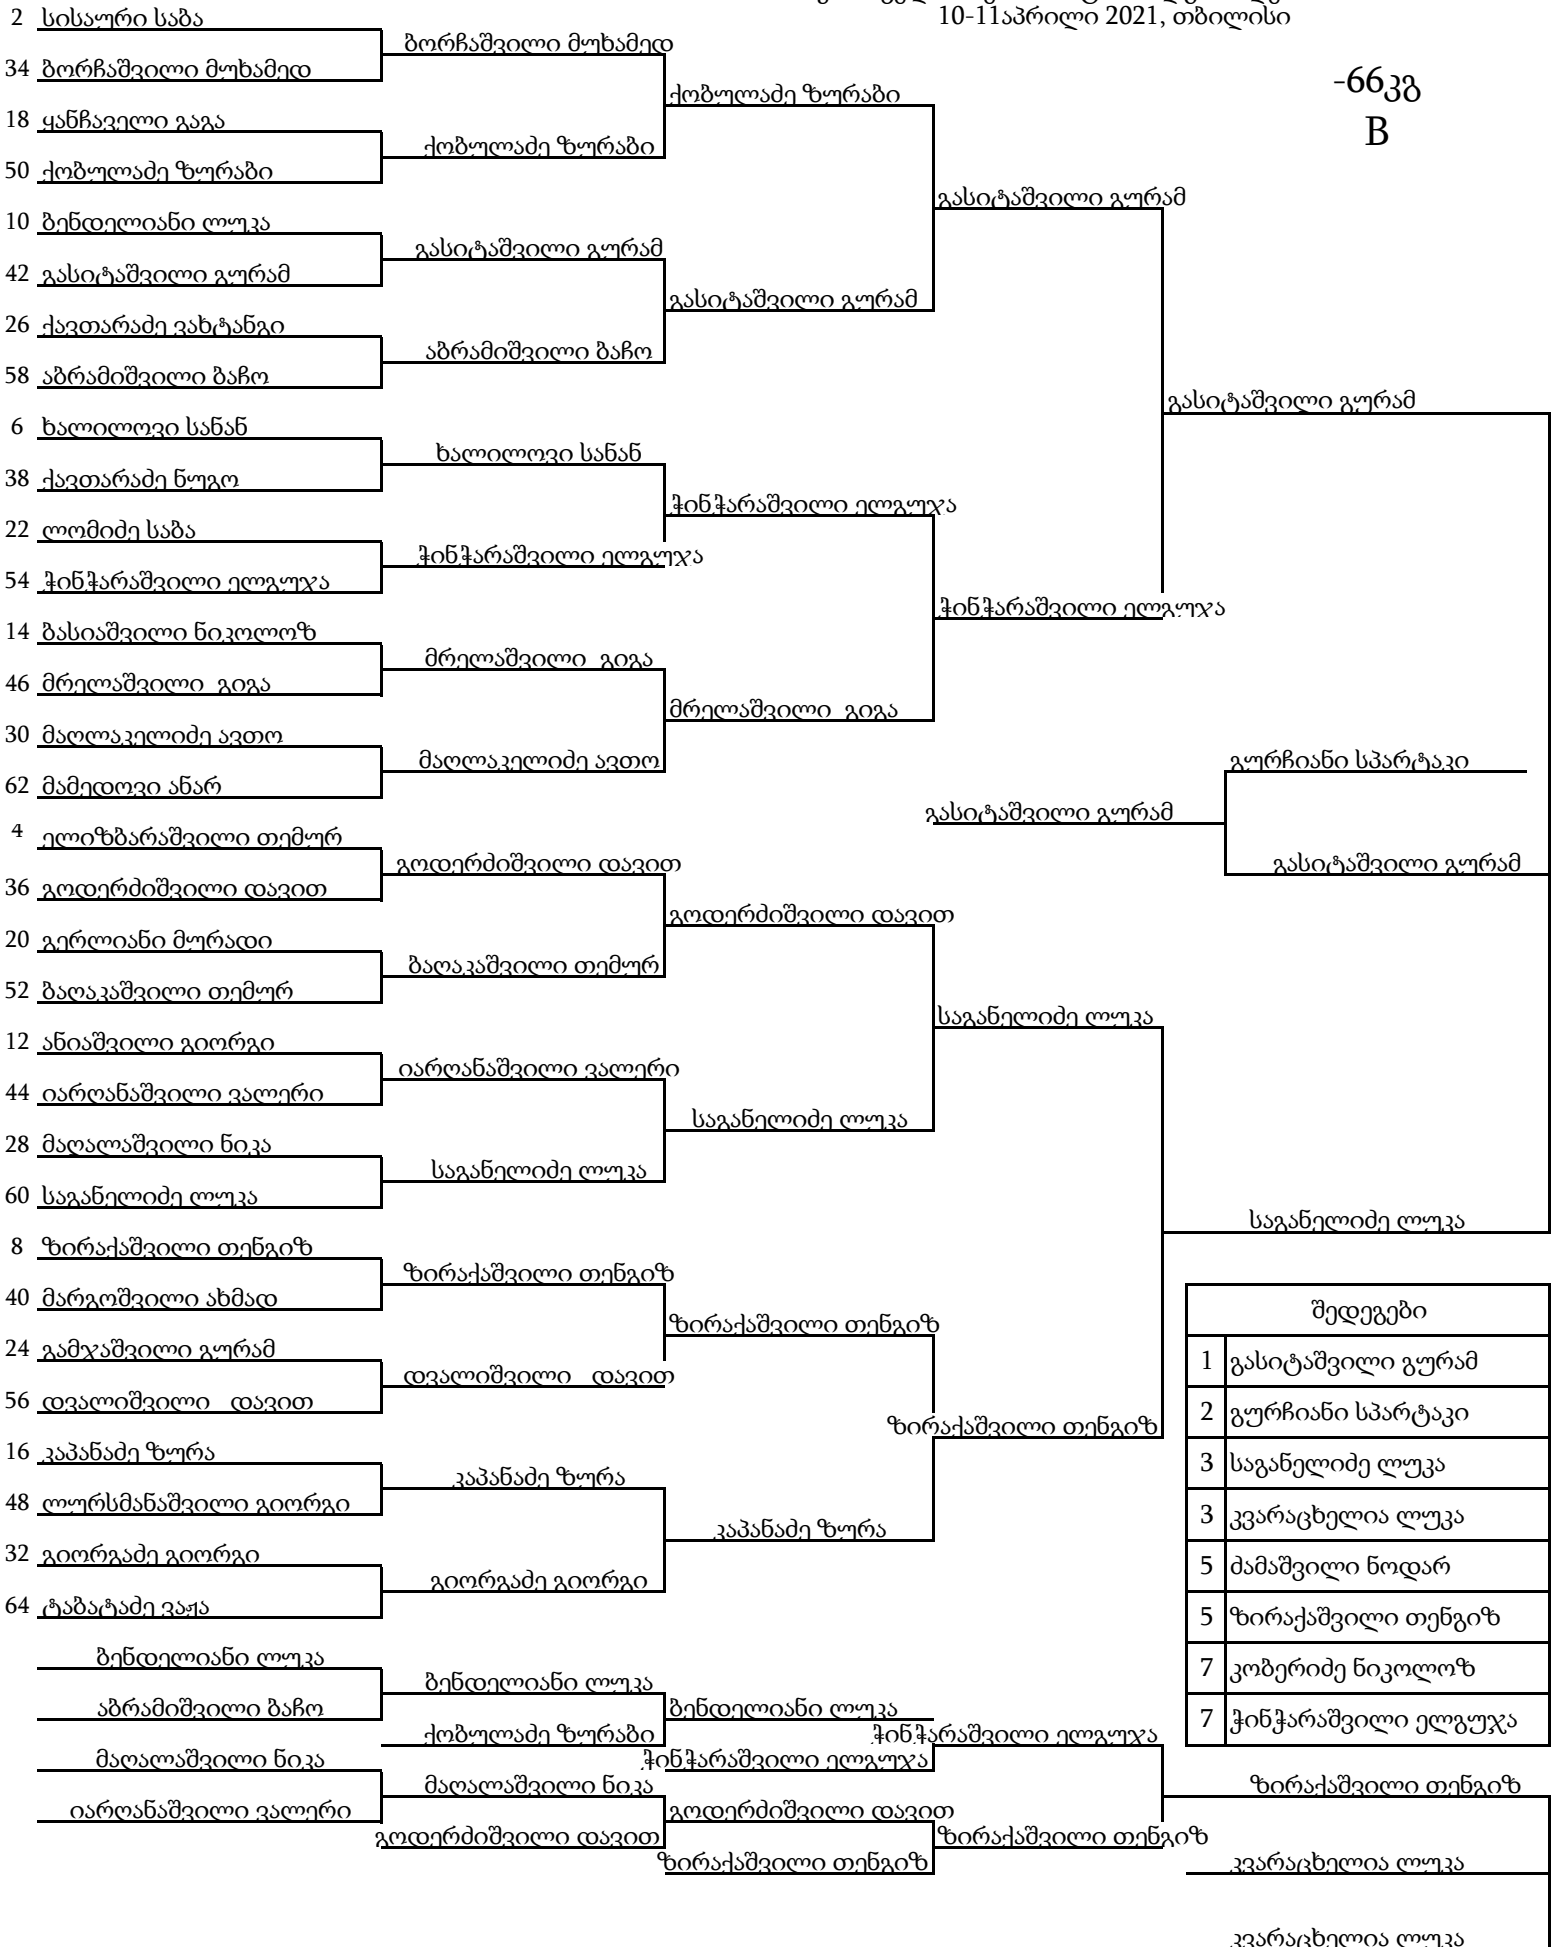 10-11აპრილი 2021, თბილისი
-66კგ
B
2 სისაური საბა
34 ბორჩაშვილი მუხამედ
18 ყანჩაველი გაგა
50 ქობულაძე ზურაბი
10 ბენდელიანი ლუკა
42 გასიტაშვილი გურამ
26 ქავთარაძე ვახტანგი
58 აბრამიშვილი ბაჩო
6 ხალილოვი სანან
38 ქავთარაძე ნუგო
22 ლომიძე საბა
54 ჭინჭარაშვილი ელგუჯა
14 ბასიაშვილი ნიკოლოზ
46 მრელაშვილი გიგა
30 მაღლაკელიძე ავთო
62 მამედოვი ანარ
4 ელიზბარაშვილი თემურ
36 გოდერძიშვილი დავით
20 გერლიანი მურადი
52 ბაღაკაშვილი თემურ
12 ანიაშვილი გიორგი
44 იარღანაშვილი ვალერი
28 მაღალაშვილი ნიკა
60 საგანელიძე ლუკა
8 ზირაქაშვილი თენგიზ
40 მარგოშვილი ახმად
24 გამჯაშვილი გურამ
56 დვალიშვილი დავით
16 კაპანაძე ზურა
48 ლურსმანაშვილი გიორგი
32 გიორგაძე გიორგი
64 ტაბატაძე ვაჟა
ბორჩაშვილი მუხამედ
ქობულაძე ზურაბი
გასიტაშვილი გურამ
აბრამიშვილი ბაჩო
ხალილოვი სანან
ჭინჭარაშვილი ელგუჯა
მრელაშვილი გიგა
მაღლაკელიძე ავთო
გოდერძიშვილი დავით
ბაღაკაშვილი თემურ
იარღანაშვილი ვალერი
საგანელიძე ლუკა
ზირაქაშვილი თენგიზ
დვალიშვილი დავით
კაპანაძე ზურა
გიორგაძე გიორგი
ქობულაძე ზურაბი
გასიტაშვილი გურამ
ჭინჭარაშვილი ელგუჯა
მრელაშვილი გიგა
გოდერძიშვილი დავით
საგანელიძე ლუკა
ზირაქაშვილი თენგიზ
კაპანაძე ზურა
გასიტაშვილი გურამ
ჭინჭარაშვილი ელგუჯა
საგანელიძე ლუკა
ზირაქაშვილი თენგიზ
გასიტაშვილი გურამ
საგანელიძე ლუკა
გურჩიანი სპარტაკი
გასიტაშვილი გურამ
გასიტაშვილი გურამ
შედეგები
1 გასიტაშვილი გურამ
2 გურჩიანი სპარტაკი
3 საგანელიძე ლუკა
3 კვარაცხელია ლუკა
5 ძამაშვილი ნოდარ
5 ზირაქაშვილი თენგიზ
7 კობერიძე ნიკოლოზ
7 ჭინჭარაშვილი ელგუჯა
ბენდელიანი ლუკა
აბრამიშვილი ბაჩო
მაღალაშვილი ნიკა
იარღანაშვილი ვალერი
ბენდელიანი ლუკა
ქობულაძე ზურაბი
მაღალაშვილი ნიკა
გოდერძიშვილი დავით
ბენდელიანი ლუკა
ჭინჭარაშვილი ელგუჯა
გოდერძიშვილი დავით
ზირაქაშვილი თენგიზ
ჭინჭარაშვილი ელგუჯა
ზირაქაშვილი თენგიზ
ზირაქაშვილი თენგიზ
კვარაცხელია ლუკა
კვარაცხელია ლუკა